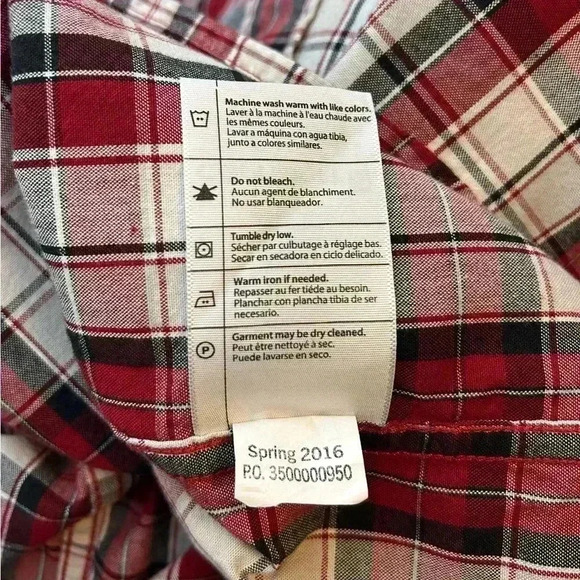 Machine wash warm with like colors.
Laver à la machine à l'eau chaude avec
les mêmes couleurs.
Lavar a máquina con agua tibia,
junto a colores similares.
Do not bleach.
Aucun agent de blanchiment.
No usar blanqueador.
Tumble dry low.
Sécher par culbutage à réglage bas.
Secar en secadora en ciclo delicado.
Warm iron if needed.
Repasser au fer tiéde au besoin.
Planchar con plancha tibia de ser
necesario.
P
Garment may be dry cleaned.
Peut être nettoyé à sec.
Puede lavarse en seco.
Spring 2016
P.O. 3500000950